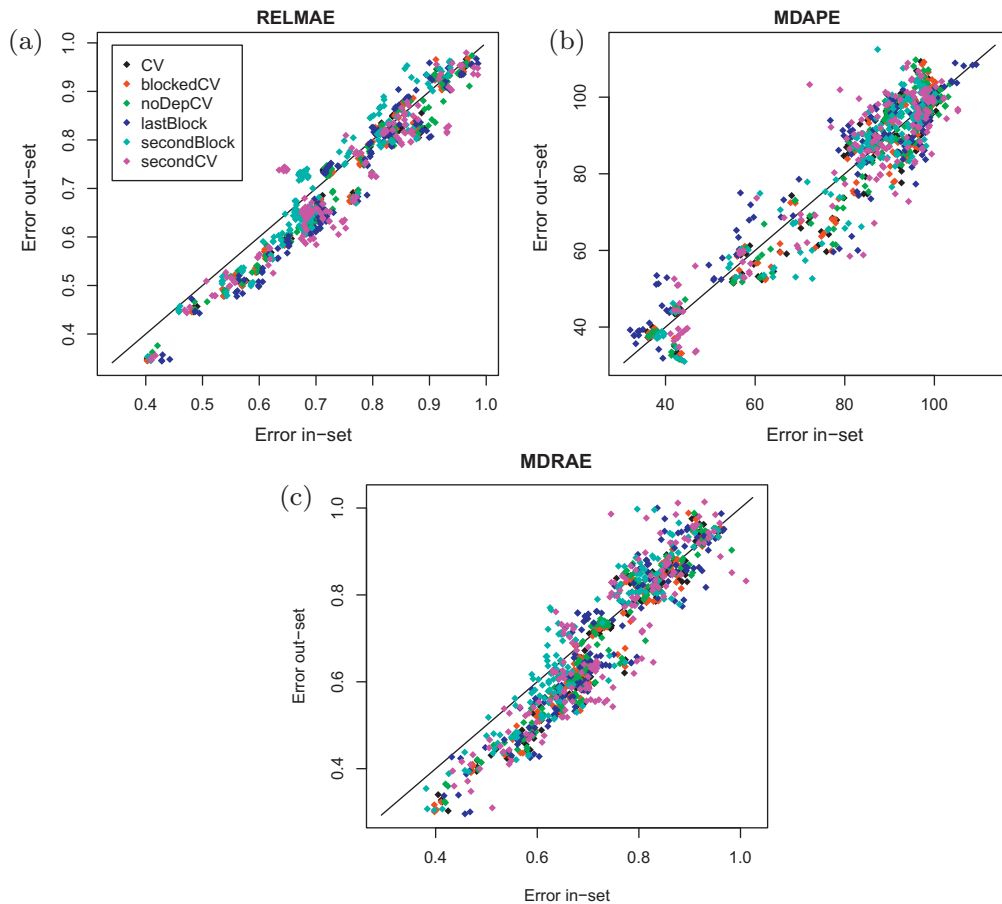 RELMAE
(a)
CV
blockedCV
noDepCV
lastBlock
secondBlock
secondCV
Error out−set
0.4 0.5 0.6 0.7 0.8 0.9 1.0
0.4 0.5 0.6 0.7 0.8 0.9 1.0
Error in−set
MDAPE
(b)
Error out−set
40 60 80 100
40 60 80 100
Error in−set
MDRAE
(c)
Error out−set
0.4 0.6 0.8 1.0
0.4 0.6 0.8 1.0
Error in−set